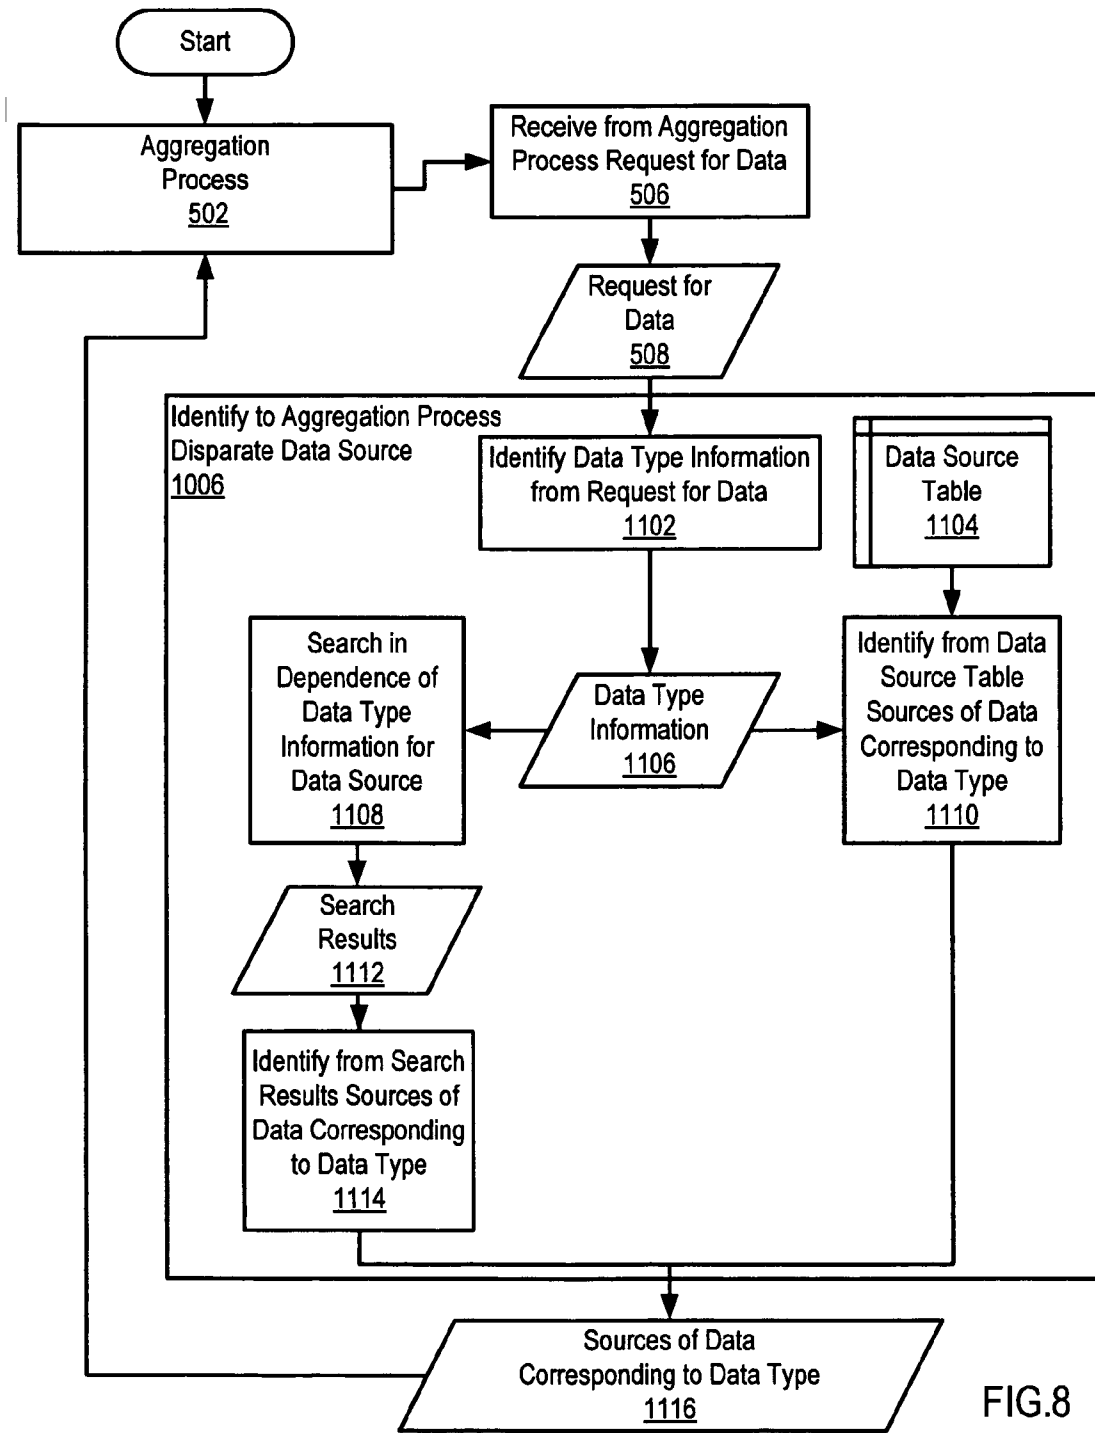 Start
Aggregation
Process
502
Receive from Aggregation
Process Request for Data
506
Request for
Data
508
Identify to Aggregation Process
Disparate Data Source
1006
Identify Data Type Information
from Request for Data
1102
Data Source
Table
1104
Search in
Dependence of
Data Type
Information for
Data Source
1108
Data Type
Information
1106
Identify from Data
Source Table
Sources of Data
Corresponding to
Data Type
1110
Search
Results
1112
Identify from Search
Results Sources of
Data Corresponding
to Data Type
1114
Sources of Data
Corresponding to Data Type
1116
FIG.8